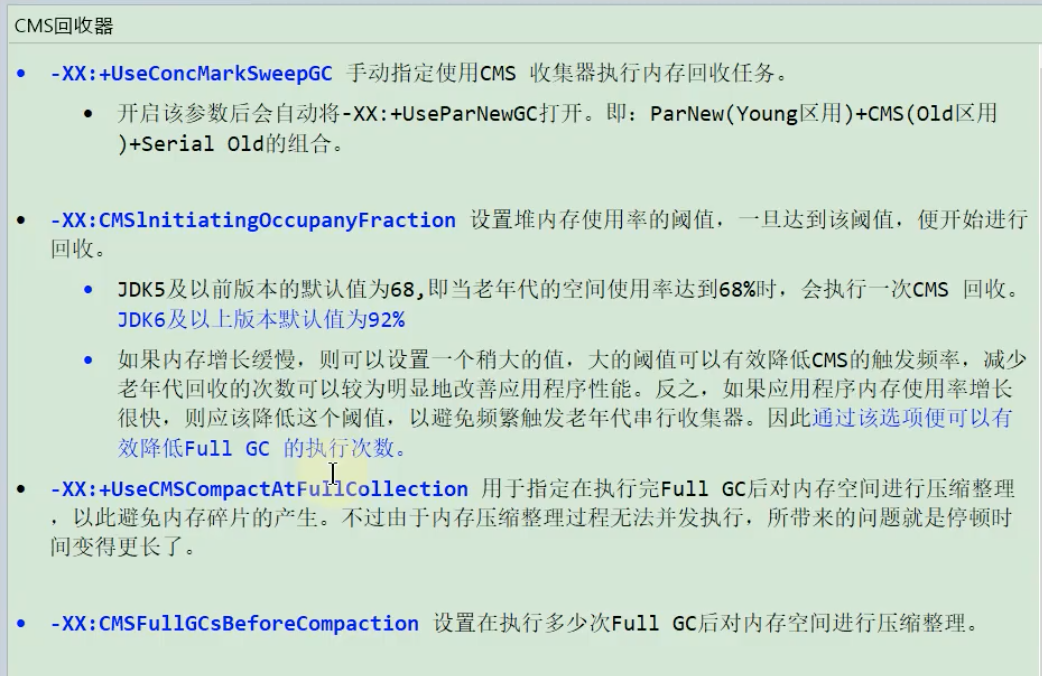 CMS回收器
-XX:+UseConcMarkSweepGC 手动指定使用CMS 收集器执行内存回收任务。
开启该参数后会自动将-XX:+UseParNewGC打开。即: ParNew(Young区用)+CMS(Old区用
)+Serial Old的组合。
-XX:CMSlnitiatingOccupanyFraction 设置堆内存使用率的阈值, 一旦达到该阈值, 便开始进行
回收。
JDK5及以前版本的默认值为68,即当老年代的空间使用率达到68%时, 会执行一次CMS 回收。
JDK6及以上版本默认值为92%
如果内存增长缓慢, 则可以设置一个稍大的值, 大的阈值可以有效降低CMS的触发频率, 减少
老年代回收的次数可以较为明显地改善应用程序性能。反之, 如果应用程序内存使用率增长
很快, 则应该降低这个阈值, 以避免频繁触发老年代串行收集器。因此通过该选项便可以有
效降低Full GC 的执行次数。
-XX:+UseCMSCompactAtFullCollection 用于指定在执行完Full GC后对内存空间进行压缩整理
, 以此避免内存碎片的产生。不过由于内存压缩整理过程无法并发执行, 所带来的问题就是停顿时
间变得更长了。
-XX:CMSFullGCsBeforeCompaction 设置在执行多少次Full GC后对内存空间进行压缩整理。